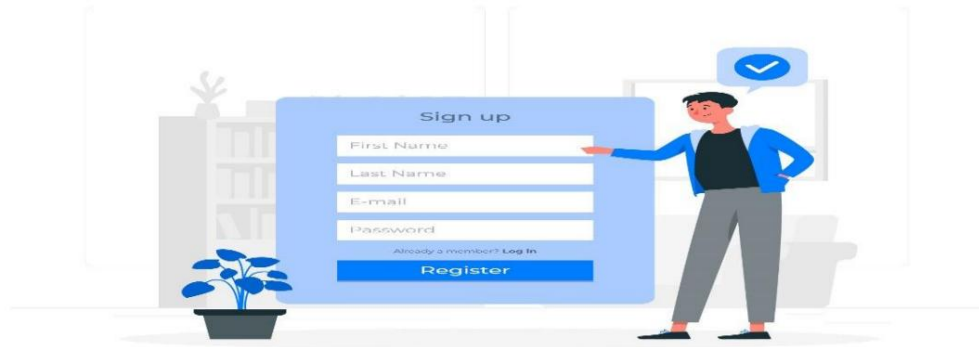 Sign up
First Name
Last Name
E-mail
Password
Already a member? Log In
Register